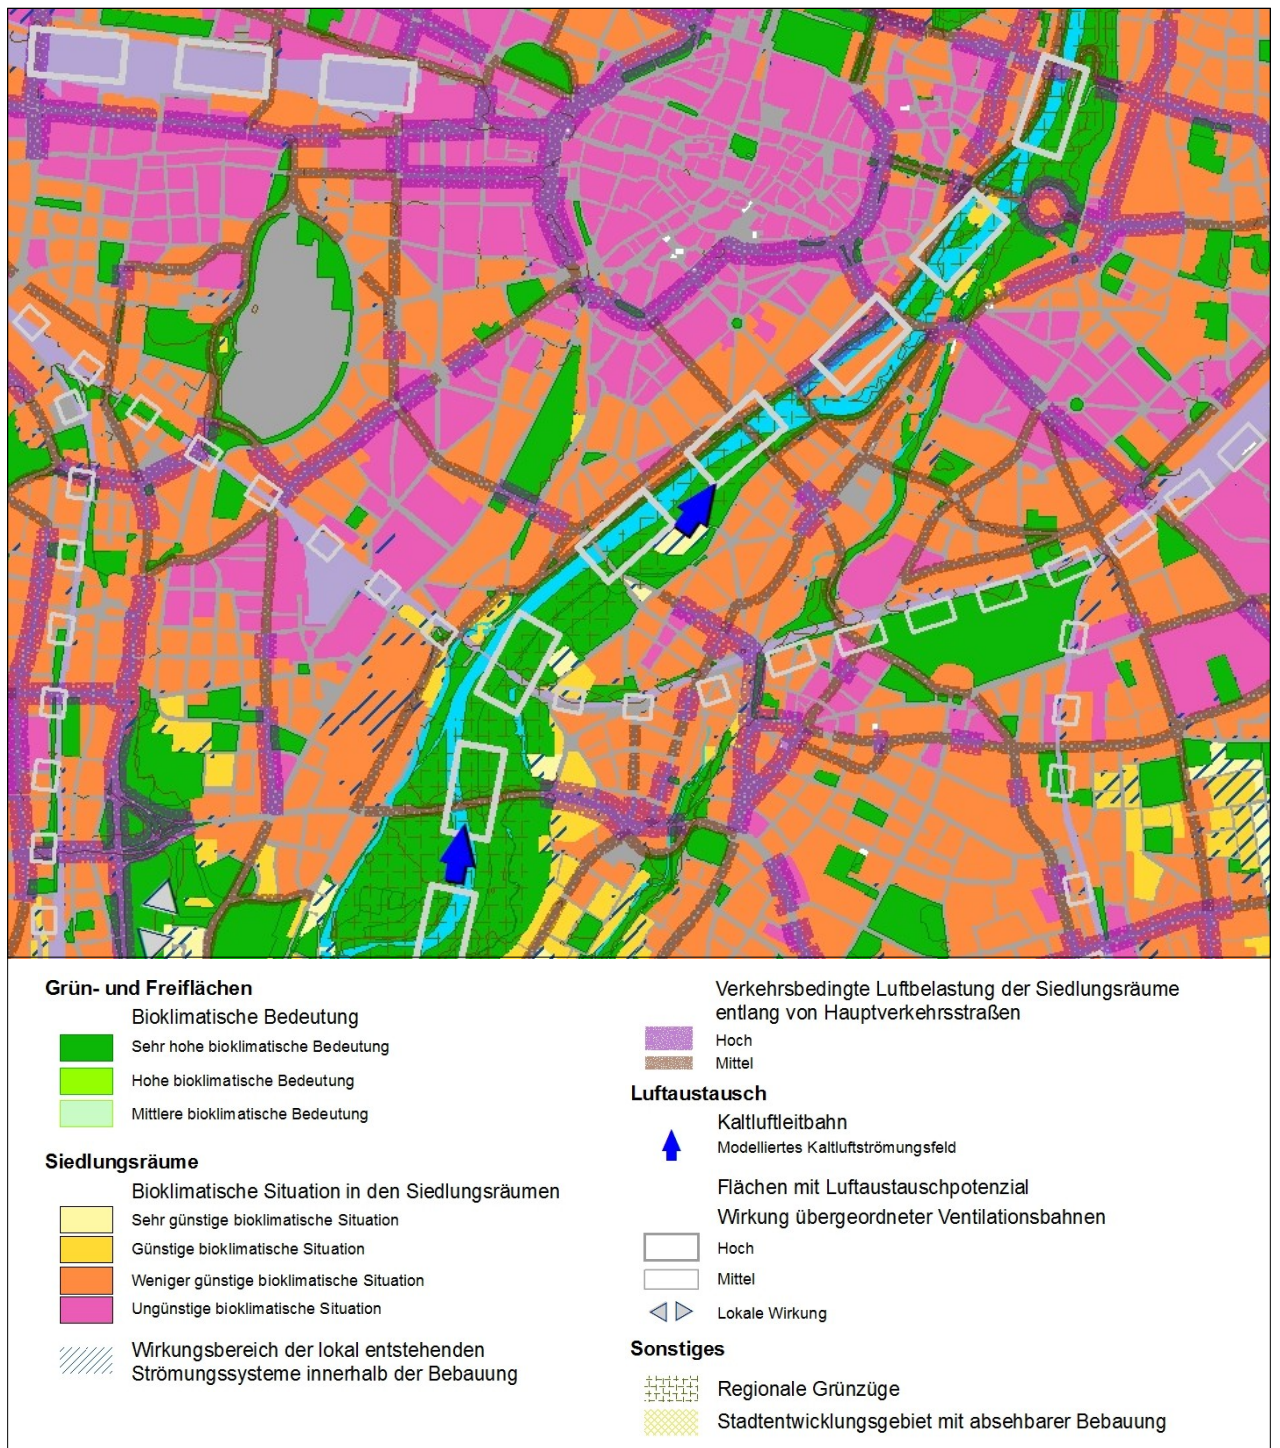 Grün- und Freiflächen
Bioklimatische Bedeutung
Sehr hohe bioklimatische Bedeutung
Hohe bioklimatische Bedeutung
Mittlere bioklimatische Bedeutung
Siedlungsräume
Bioklimatische Situation in den Siedlungsräumen
Sehr günstige bioklimatische Situation
Günstige bioklimatische Situation
Weniger günstige bioklimatische Situation
Ungünstige bioklimatische Situation
Wirkungsbereich der lokal entstehenden
Strömungssysteme innerhalb der Bebauung
Verkehrsbedingte Luftbelastung der Siedlungsräume
entlang von Hauptverkehrsstraßen
Hoch
Mittel
Luftaustausch
Kaltluftleitbahn
Modelliertes Kaltluftströmungsfeld
Flächen mit Luftaustauschpotenzial
Wirkung übergeordneter Ventilationsbahnen
Hoch
Mittel
Lokale Wirkung
Sonstiges
Regionale Grünzüge
Stadtentwicklungsgebiet mit absehbarer Bebauung